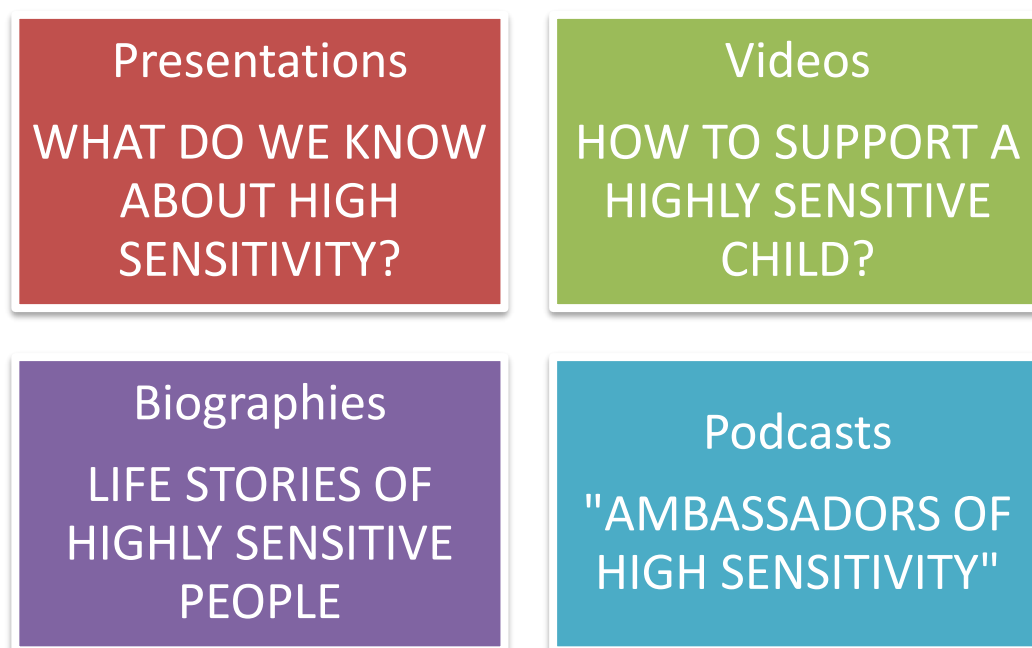 Presentations
WHAT DO WE KNOW
ABOUT HIGH
SENSITIVITY?
Videos
HOW TO SUPPORT A
HIGHLY SENSITIVE
CHILD?
Biographies
LIFE STORIES OF
HIGHLY SENSITIVE
PEOPLE
Podcasts
"AMBASSADORS OF
HIGH SENSITIVITY"